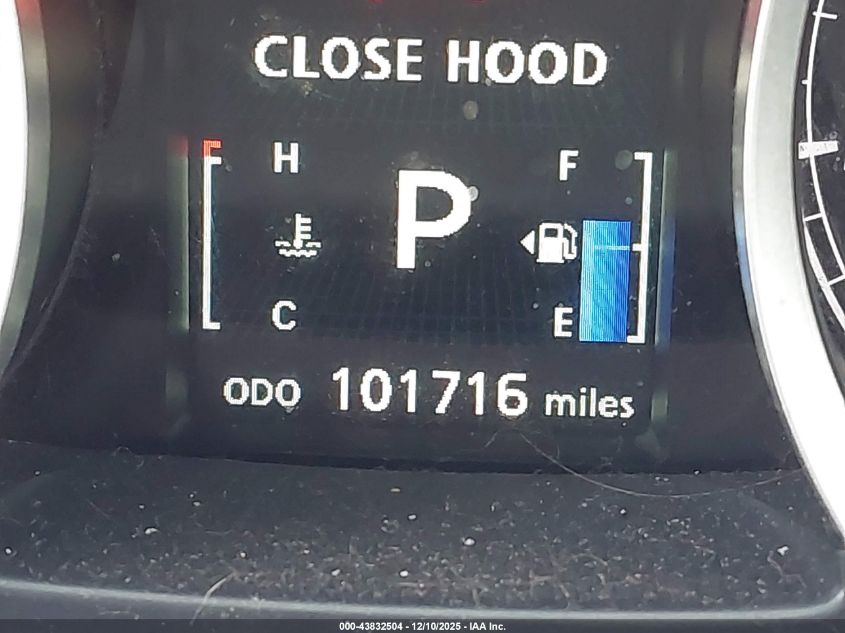 CLOSE HOOD
H
P
F
C
E
ODO 101716 miles
000-43832504 - 12/10/2025 - IAA Inc.